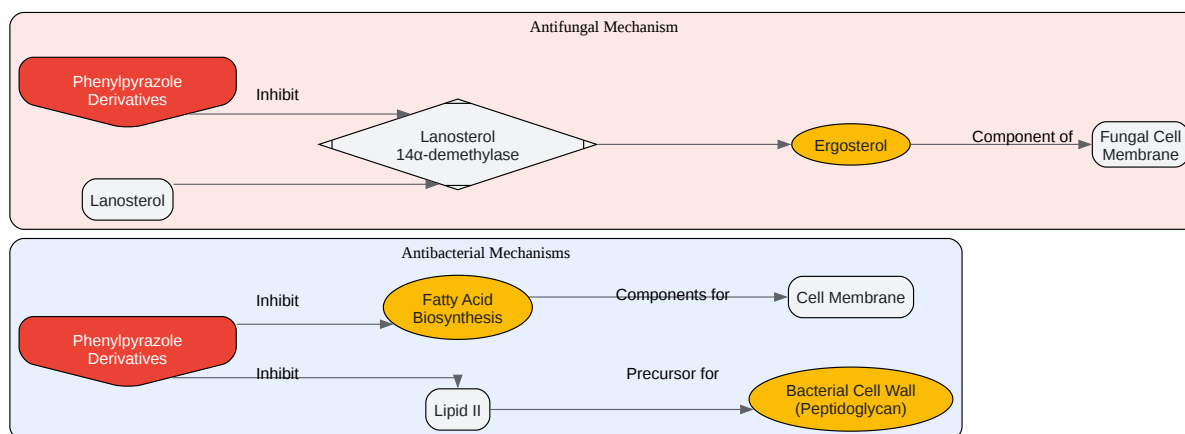 Antifungal Mechanism
Phenylpyrazole
Derivatives
Inhibit
Lanosterol
14α-demethylase
Ergosterol
Component of
Fungal Cell
Membrane
Lanosterol
Antibacterial Mechanisms
Phenylpyrazole
Derivatives
Inhibit
Fatty Acid
Biosynthesis
Components for
Cell Membrane
Inhibit
Lipid II
Precursor for
Bacterial Cell Wall
(Peptidoglycan)